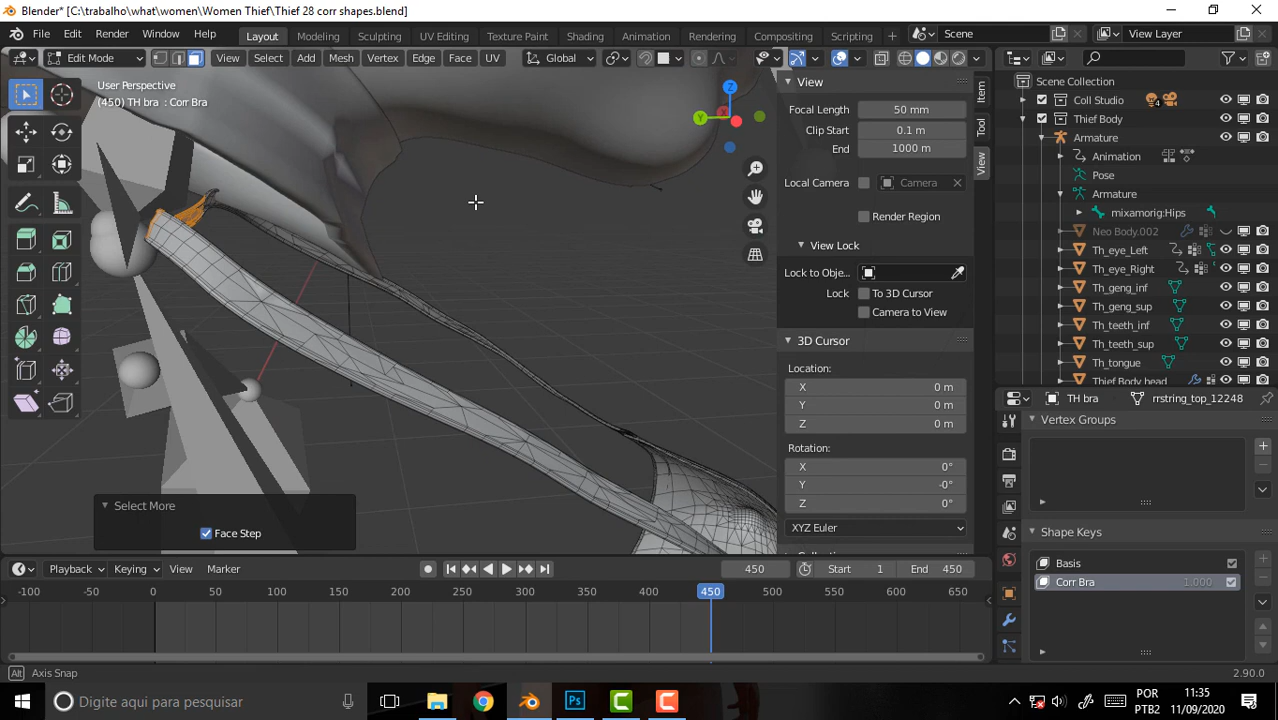 Blender* [C:\trabalho\what\women\Women Thief\Thief 28 corr shapes.blend]
File Edit Render Window Help Layout Modeling Sculpting UV Editing Texture Paint Shading Animation Rendering Compositing Scripting Scene View Layer
Edit Mode View Select Add Mesh Vertex Edge Face UV Global
User Perspective
(450) TH bra : Corr Bra
Z
Y
X
View
Focal Length 50 mm
Clip Start 0.1 m
End 1000 m
Local Camera Camera
Render Region
View Lock
Lock to Obje...
Lock To 3D Cursor
Camera to View
3D Cursor
Location:
X 0 m
Y 0 m
Z 0 m
Rotation:
X 0°
Y -0°
Z 0°
XYZ Euler
Item
Tool
View
Scene Collection
Coll Studio 4
Thief Body
Armature
Animation
Pose
Armature
mixamorig:Hips
Neo Body.002
Th_eye_Left
Th_eye_Right
Th_geng_inf
Th_geng_sup
Th_teeth_inf
Th_teeth_sup
Th_tongue
Thief Body head
TH bra rrstring_top_12248
Vertex Groups
Shape Keys
Basis
Corr Bra 1.000
Select More
Face Step
Playback Keying View Marker 450 Start 1 End 450
-100 -50 0 50 100 150 200 250 300 350 400 450 500 550 600 650
Alt Axis Snap 2.90.0
Digite aqui para pesquisar
POR
PTB2
11:35
11/09/2020